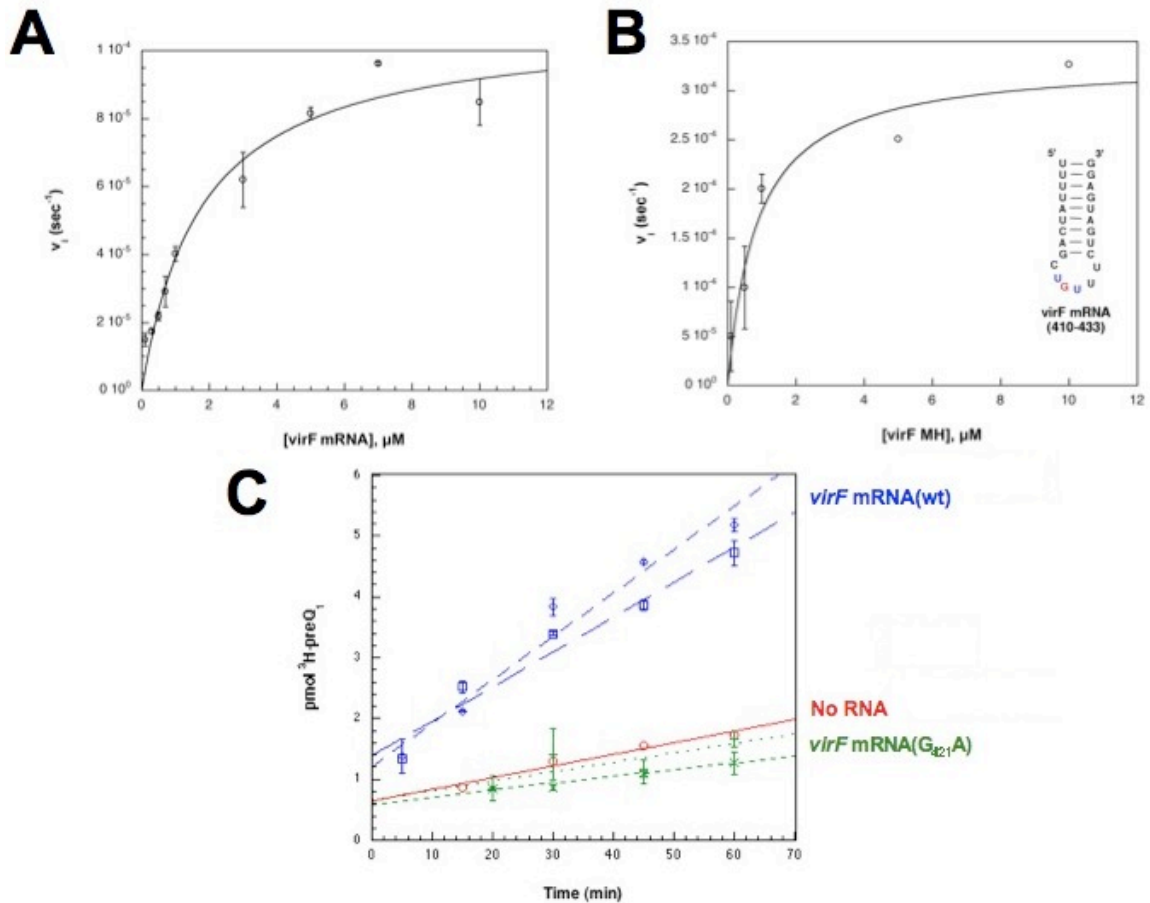 A
1 10⁻⁴
8 10⁻⁵
6 10⁻⁵
4 10⁻⁵
2 10⁻⁵
0 10⁰
vᵢ (sec⁻¹)
0 2 4 6 8 10 12
[virF mRNA], µM
B
3.5 10⁻⁴
3 10⁻⁴
2.5 10⁻⁴
2 10⁻⁴
1.5 10⁻⁴
1 10⁻⁴
5 10⁻⁵
0 10⁰
vᵢ (sec⁻¹)
0 2 4 6 8 10 12
[virF MH], µM
5' 3'
U — G
U — G
U — A
U — G
A — U
U — A
C — G
A — U
G — C
C U
U G U U
virF mRNA
(410-433)
C
6
5
4
3
2
1
0
pmol ³H-preQ₁
0 10 20 30 40 50 60 70
Time (min)
virF mRNA(wt)
No RNA
virF mRNA(G₄₂₁A)